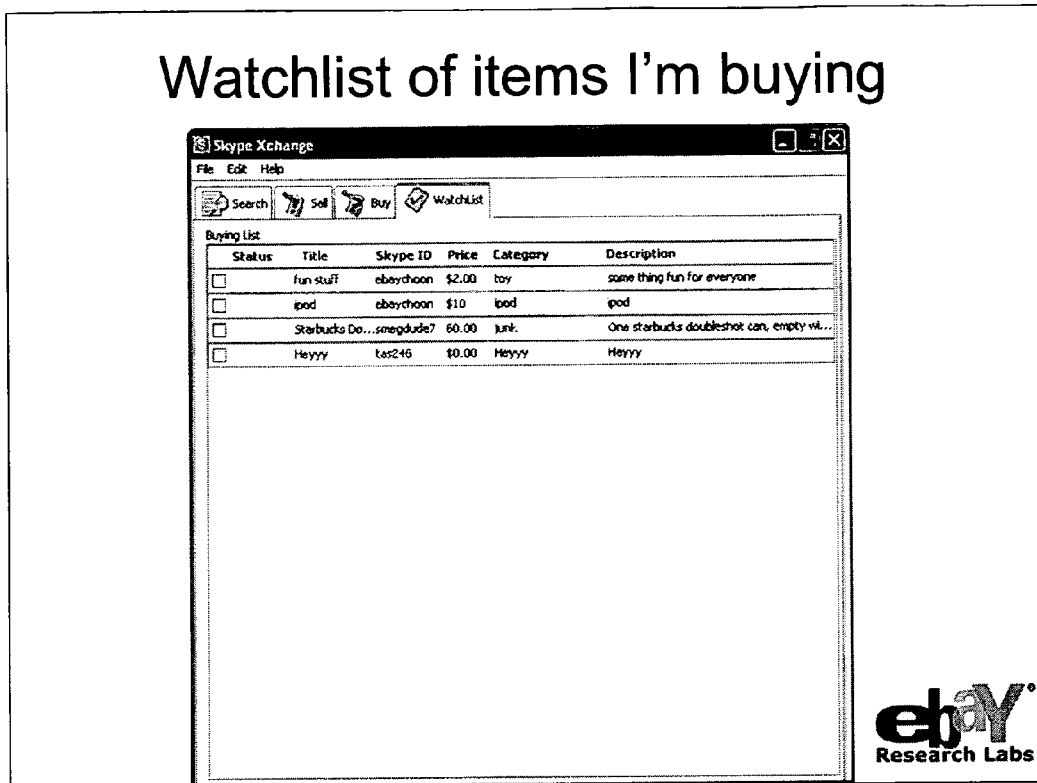 Watchlist of items I'm buying
Skype Xchange
File Edit Help
Search Sell Buy WatchList
Buying List
Status Title Skype ID Price Category Description
fun stuff ebaychoon $2.00 toy some thing fun for everyone
ipod ebaychoon $10 ipod ipod
Starbucks Do...smegdude7 60.00 junk. One starbucks doubleshot can, empty wi...
Heyyy tas246 $0.00 Heyyy Heyyy
ebaY®
Research Labs